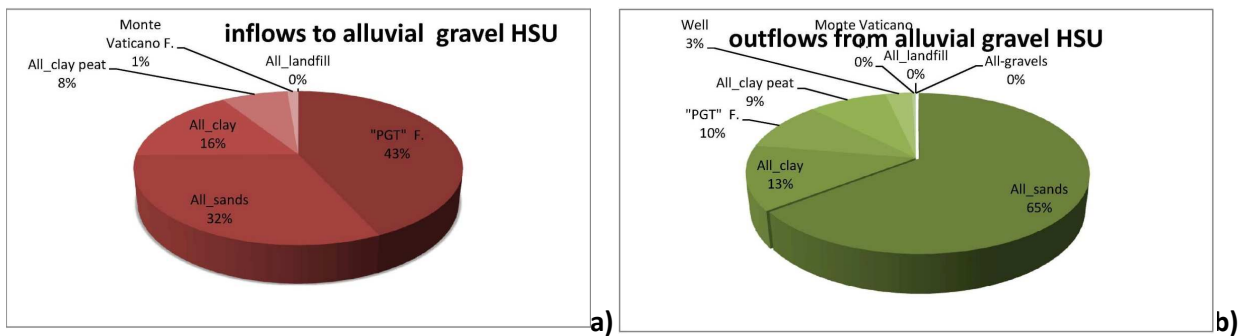 inflows to alluvial gravel HSU
Monte
Vaticano F.
1%
All_clay peat
8%
All_landfill
0%
All_clay
16%
"PGT" F.
43%
All_sands
32%
a)
outflows from alluvial gravel HSU
Well
3%
Monte Vaticano
0%
All_landfill
0%
All-gravels
0%
All_clay peat
9%
"PGT" F.
10%
All_clay
13%
All_sands
65%
b)